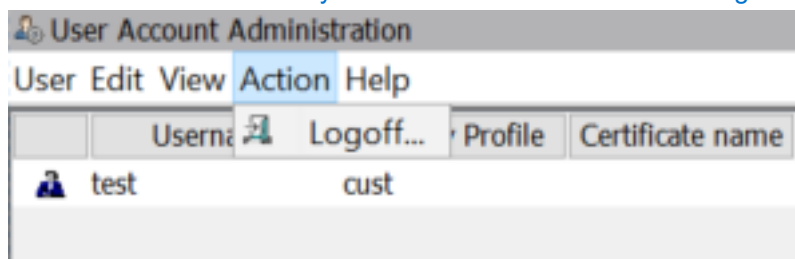 User Account Administration
User Edit View Action Help
Logoff... Profile Certificate name
test cust